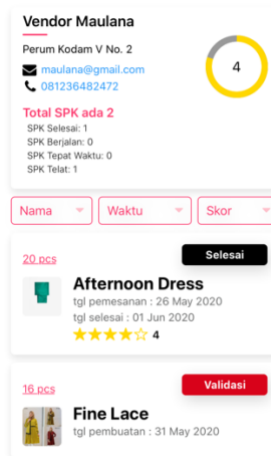 Vendor Maulana
Perum Kodam V No. 2
maulana@gmail.com
081236482472
4
Total SPK ada 2
SPK Selesai: 1
SPK Berjalan: 0
SPK Tepat Waktu: 0
SPK Telat: 1
Nama
Waktu
Skor
Selesai
20 pcs
Afternoon Dress
tgl pemesanan : 26 May 2020
tgl selesai : 01 Jun 2020
4
Validasi
16 pcs
Fine Lace
tgl pembuatan : 31 May 2020